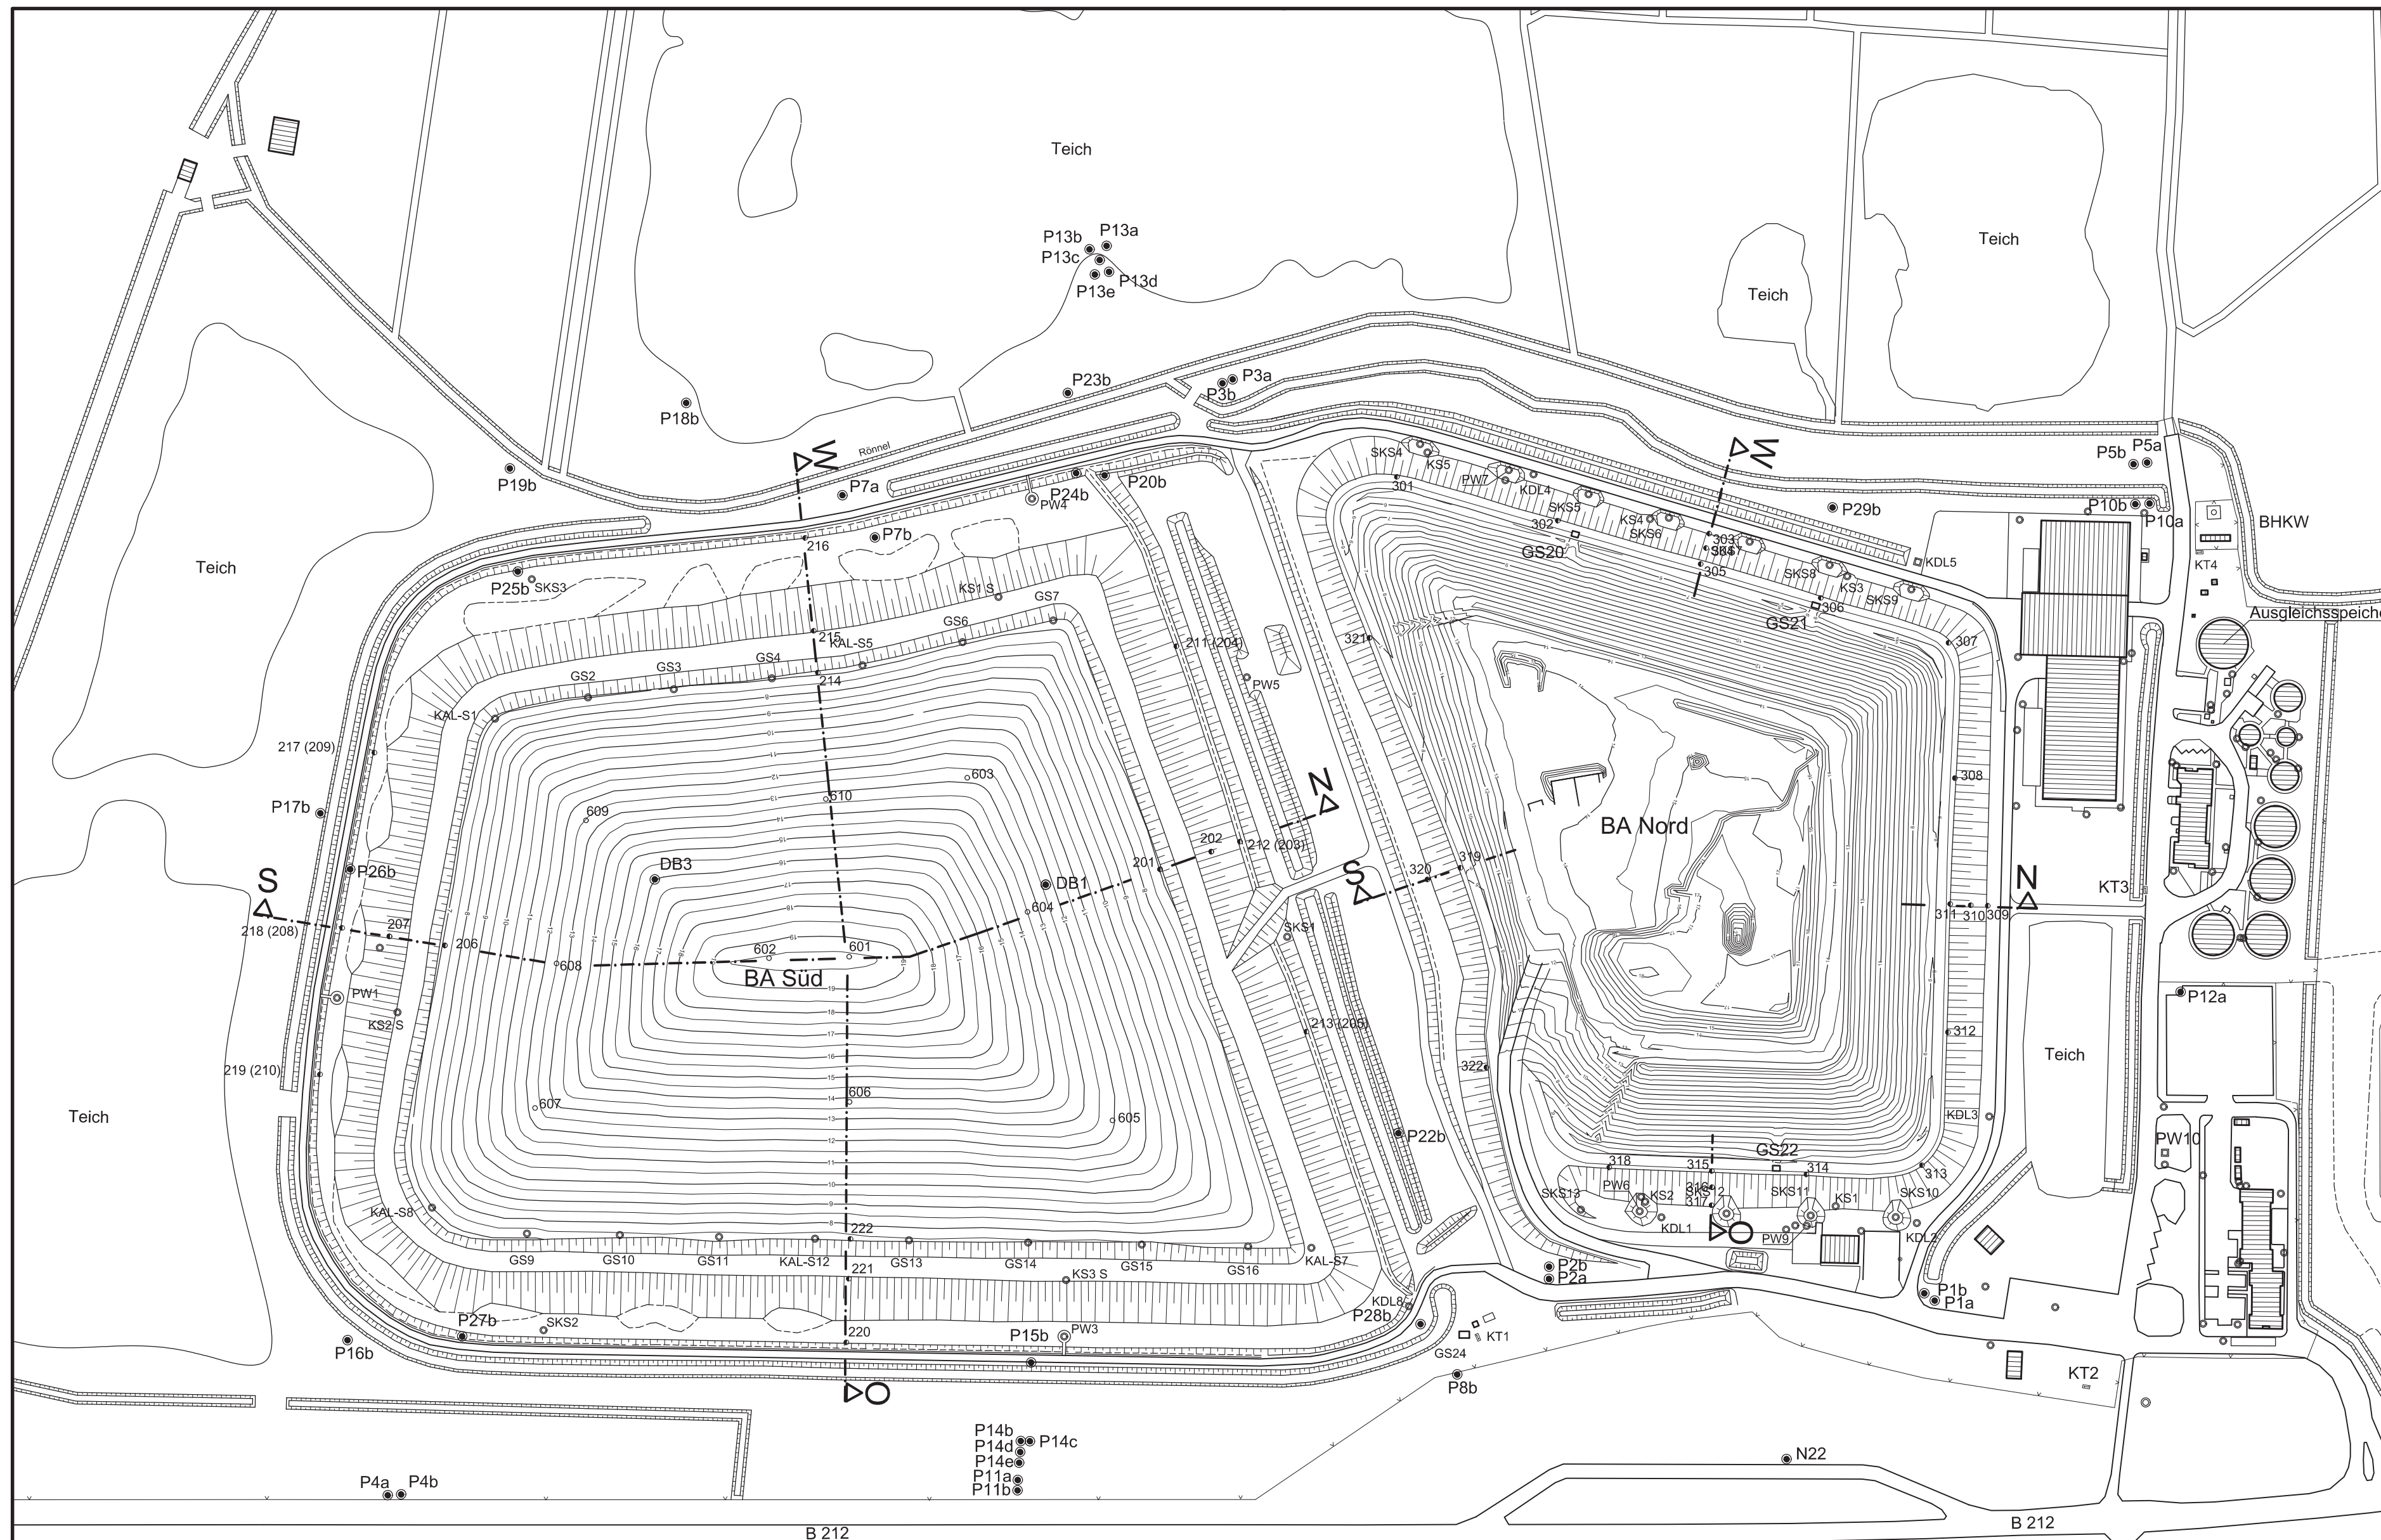 Teich
Teich
Teich
P13b
P13a
P13c
P13d
P13e
P23b
P3a
P3b
P18b
Rönnel
W
W
SKS4
KS5
301
PW7
KDL4
SKS5
302
KS4
SKS6
GS20
303
SKS7
305
P29b
P5b
P5a
P10b
P10a
BHKW
KT4
P19b
P7a
P24b
P20b
PW4
216
P7b
P25b
SKS3
KS1 S
GS7
GS6
215
KAL-S5
GS4
214
GS3
GS2
KAL-S1
211 (204)
PW5
321
SKS8
KS3
SKS9
306
GS21
KDL5
307
Ausgleichsspeiche
Teich
217 (209)
P17b
P26b
603
610
609
N
DB3
DB1
202
212 (203)
201
S
320
319
BA Nord
308
KT3
N
311
310
309
S
218 (208)
207
206
608
602
601
604
BA Süd
SKS1
PW1
KS2 S
213 (205)
P12a
312
219 (210)
607
606
605
322
Teich
Teich
P22b
KDL3
PW10
GS22
318
315
314
313
SKS13
PW6
KS2
316
SKS12
317
SKS11
KS1
SKS10
KDL1
O
PW9
KDL2
KAL-S8
222
GS9
GS10
GS11
KAL-S12
GS13
GS14
GS15
GS16
KAL-S7
221
KS3 S
P2b
P2a
P1b
P1a
KDL8
P28b
P27b
SKS2
220
P15b
PW3
KT1
GS24
P16b
P8b
KT2
O
P14b
P14c
P14d
P14e
P11a
P11b
N22
P4a
P4b
B 212
B 212